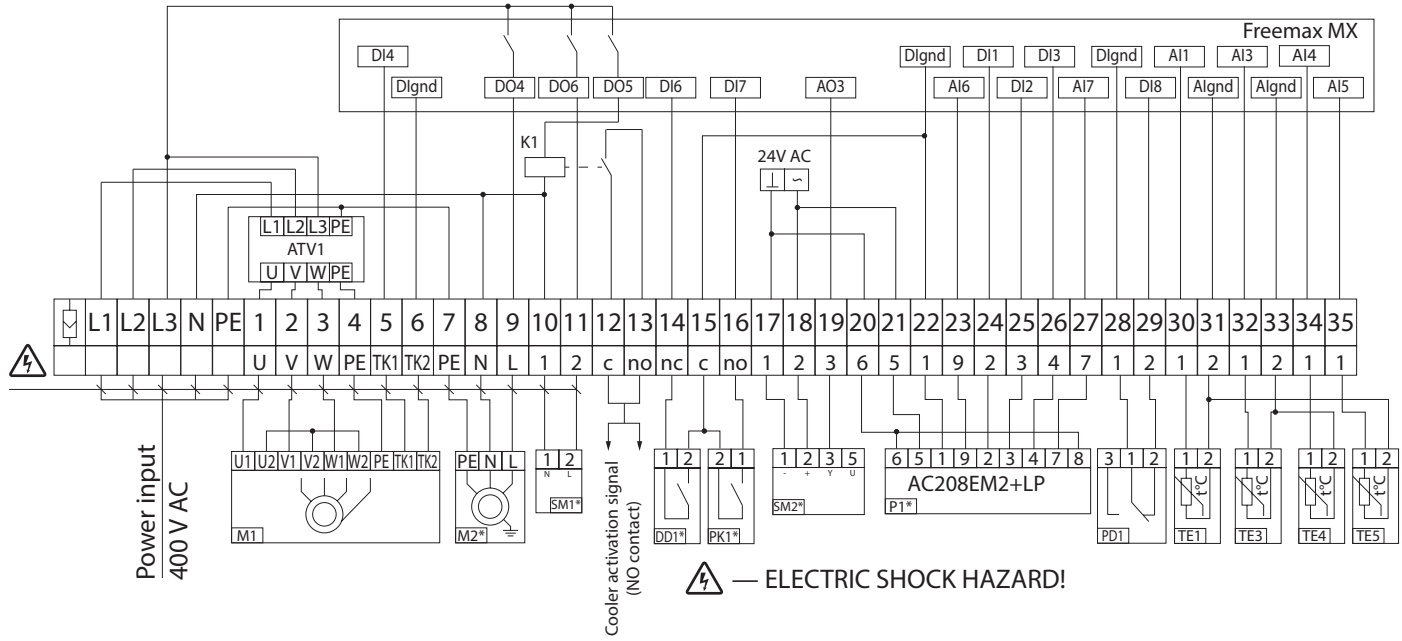 Freemax MX
DI4 DIgnd DI1 DI3 DIgnd AI1 AI3 AI4
DIgnd DO4 DO6 DO5 DI6 DI7 AO3 AI6 DI2 AI7 DI8 AIgnd AIgnd AI5
K1
24V AC
⊥ ~
L1 L2 L3 PE
ATV1
U V W PE
L1 L2 L3 N PE 1 2 3 4 5 6 7 8 9 10 11 12 13 14 15 16 17 18 19 20 21 22 23 24 25 26 27 28 29 30 31 32 33 34 35
U V W PE TK1 TK2 PE N L 1 2 c no nc c no 1 2 3 6 5 1 9 2 3 4 7 1 2 1 2 1 2 1 1
Power input
400 V AC
U1 U2 V1 V2 W1 W2 PE TK1 TK2
M1
PE N L
M2*
1 2
N L
SM1*
Cooler activation signal
(NO contact)
1 2
DD1*
2 1
PK1*
1 2 3 5
- + Y U
SM2*
6 5 1 9 2 3 4 7 8
AC208EM2+LP
P1*
3 1 2
PD1
1 2
t°C
TE1
1 2
t°C
TE3
1 2
t°C
TE4
1 2
t°C
TE5
— ELECTRIC SHOCK HAZARD!